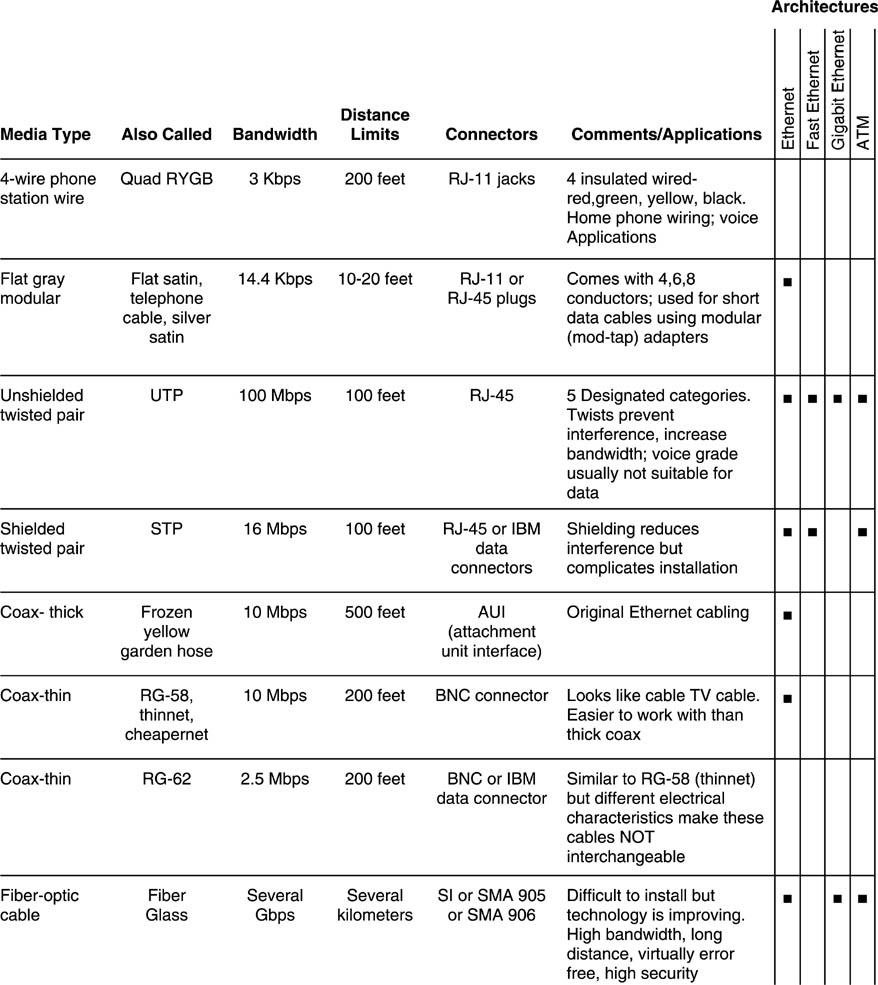 Architectures
Media Type Also Called Bandwidth Distance Limits Connectors Comments/Applications Ethernet Fast Ethernet Gigabit Ethernet ATM
4-wire phone Quad RYGB 3 Kbps 200 feet RJ-11 jacks 4 insulated wired-
station wire red,green, yellow, black.
Home phone wiring; voice
Applications
Flat gray Flat satin, 14.4 Kbps 10-20 feet RJ-11 or Comes with 4,6,8 ■
modular telephone RJ-45 plugs conductors; used for short
cable, silver data cables using modular
satin (mod-tap) adapters
Unshielded UTP 100 Mbps 100 feet RJ-45 5 Designated categories. ■ ■ ■ ■
twisted pair Twists prevent
interference, increase
bandwidth; voice grade
usually not suitable for
data
Shielded STP 16 Mbps 100 feet RJ-45 or IBM Shielding reduces ■ ■ ■
twisted pair data interference but
connectors complicates installation
Coax- thick Frozen 10 Mbps 500 feet AUI Original Ethernet cabling ■
yellow (attachment
garden hose unit interface)
Coax-thin RG-58, 10 Mbps 200 feet BNC connector Looks like cable TV cable. ■
thinnet, Easier to work with than
cheapernet thick coax
Coax-thin RG-62 2.5 Mbps 200 feet BNC or IBM Similar to RG-58 (thinnet)
data connector but different electrical
characteristics make these
cables NOT
interchangeable
Fiber-optic Fiber Several Several SI or SMA 905 Difficult to install but ■ ■ ■
cable Glass Gbps kilometers or SMA 906 technology is improving.
High bandwidth, long
distance, virtually error
free, high security